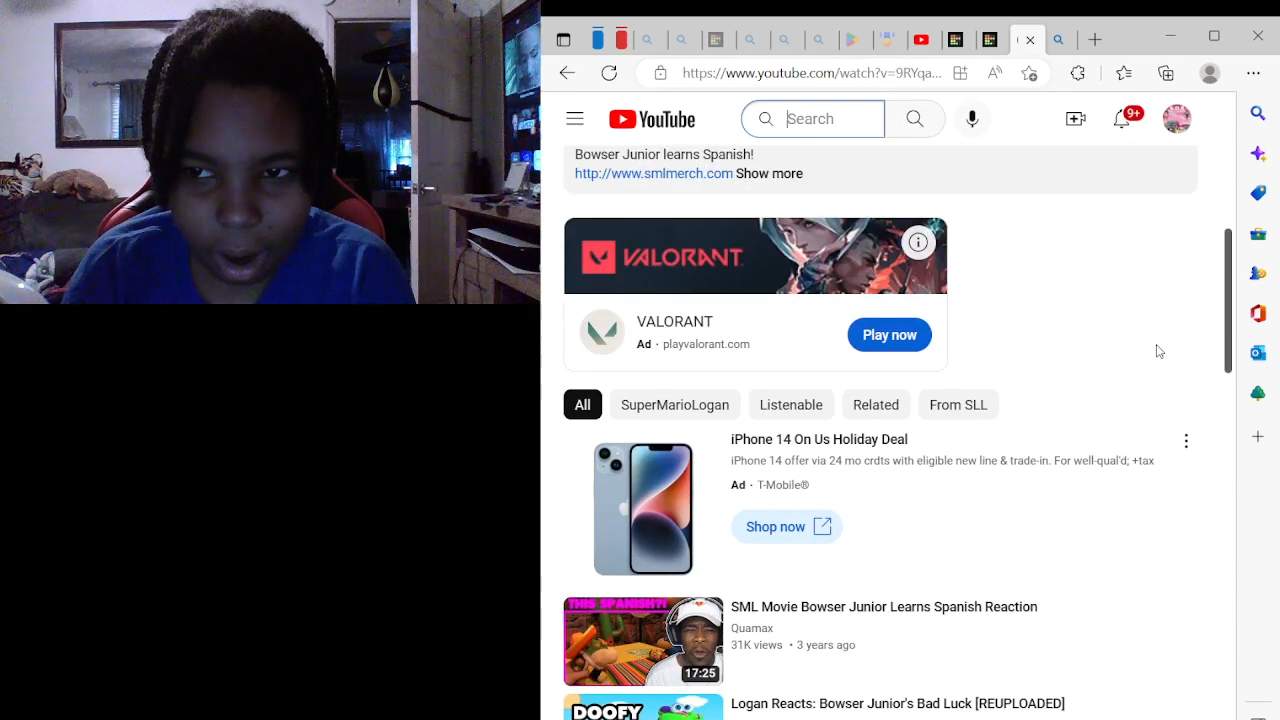 https://www.youtube.com/watch?v=9RYqa...
YouTube
Search
9+
Bowser Junior learns Spanish!
http://www.smlmerch.com Show more
VALORANT
VALORANT
Ad · playvalorant.com
Play now
All
SuperMarioLogan
Listenable
Related
From SLL
iPhone 14 On Us Holiday Deal
iPhone 14 offer via 24 mo crdts with eligible new line & trade-in. For well-qual'd; +tax
Ad · T-Mobile®
Shop now
THIS SPANISH?!
17:25
SML Movie Bowser Junior Learns Spanish Reaction
Quamax
31K views · 3 years ago
DOOFY
Logan Reacts: Bowser Junior's Bad Luck [REUPLOADED]